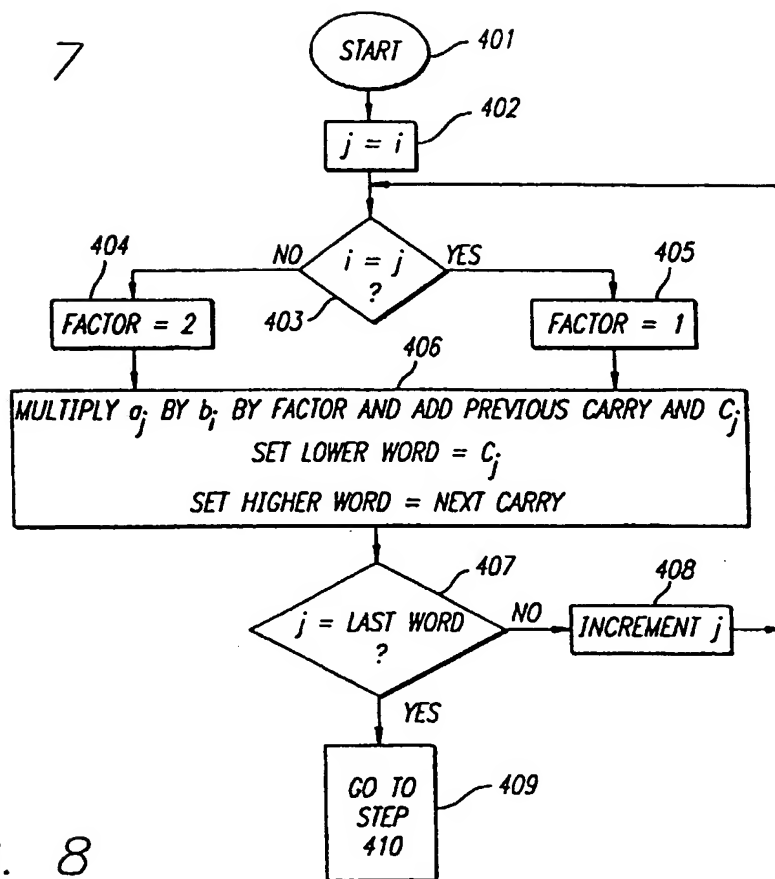 7
START
401
402
j = i
404
NO
i = j
?
YES
405
403
FACTOR = 2
FACTOR = 1
406
MULTIPLY aj BY bi BY FACTOR AND ADD PREVIOUS CARRY AND Cj
SET LOWER WORD = Cj
SET HIGHER WORD = NEXT CARRY
407
j = LAST WORD
?
NO
408
INCREMENT j
YES
GO TO
STEP
410
409
. 8